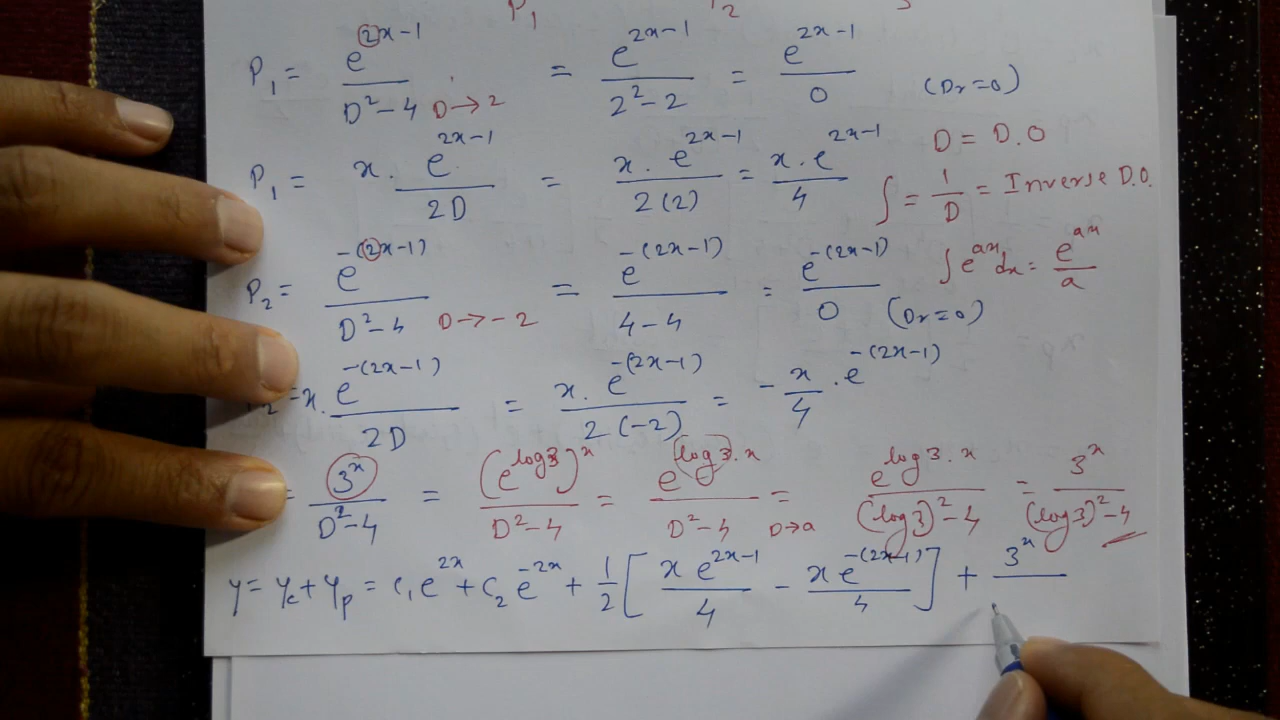 P₁ 2
P₁ = e^(2x-1) / (D²-4) D→2 = e^(2x-1) / (2²-2) = e^(2x-1) / 0 (Dr=0)
D = D.O
P₁ = x. e^(2x-1) / 2D = x. e^(2x-1) / 2(2) = x. e^(2x-1) / 4
∫ = 1/D = Inverse D.O.
P₂ = e^(-(2x-1)) / (D²-4) D→-2 = e^(-(2x-1)) / (4-4) = e^(-(2x-1)) / 0 (Dr=0)
∫e^(ax) dx = e^(ax) / a
₂ = x. e^(-(2x-1)) / 2D = x. e^(-(2x-1)) / 2(-2) = - x/4 . e^(-(2x-1))
= 3^x / (D²-4) = (e^(log3))^x / (D²-4) = e^((log3).x) / (D²-4) D→a = e^(log3.x) / ((log3)²-4) = 3^x / ((log3)²-4)
y = y_c + y_p = c₁e^(2x) + c₂e^(-2x) + 1/2 [ x e^(2x-1) / 4 - x e^(-(2x-1)) / 4 ] + 3^x /